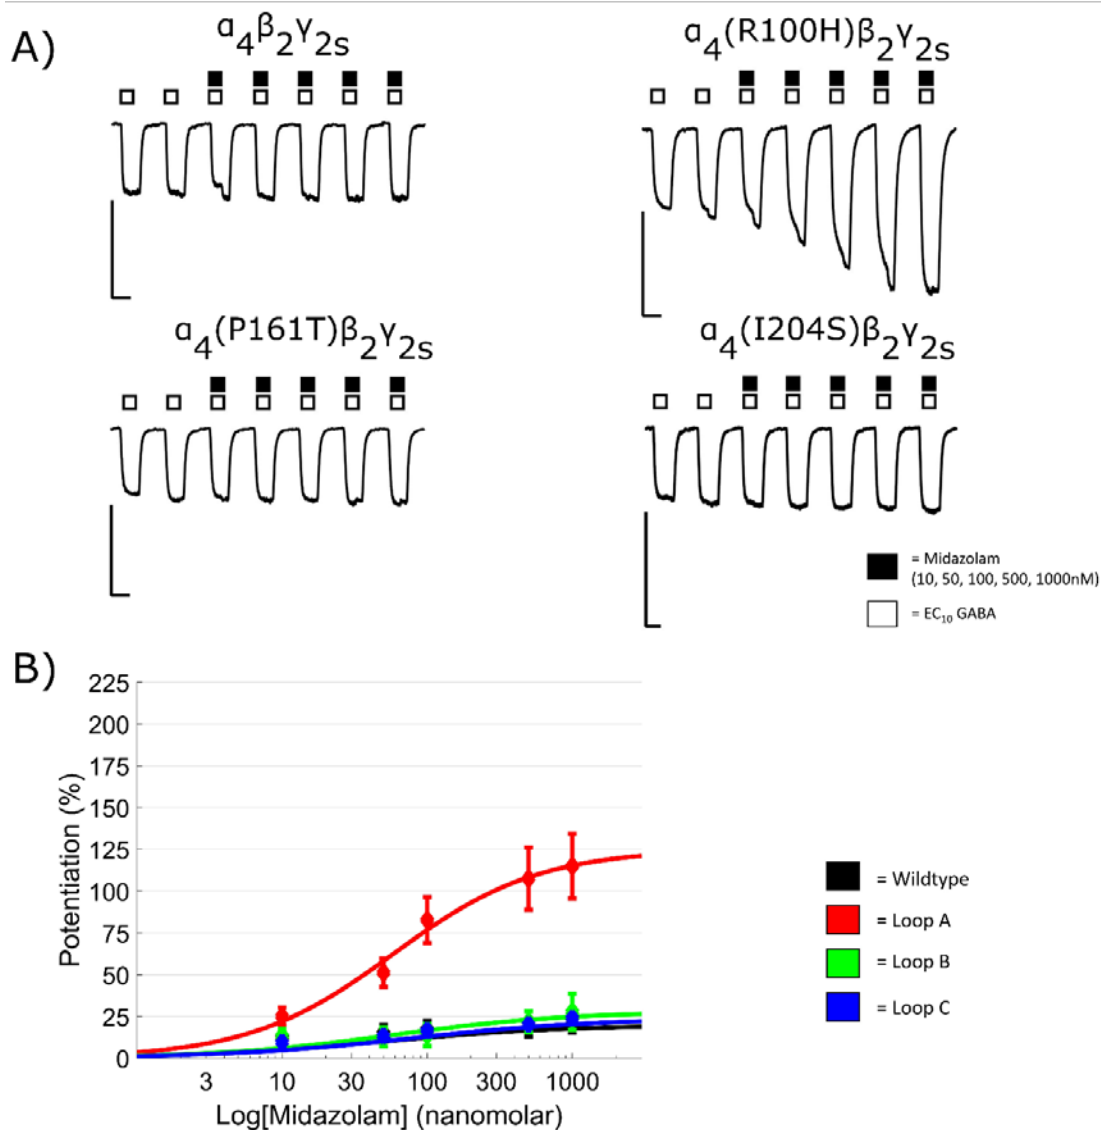 A)
α₄β₂γ₂ₛ
α₄(R100H)β₂γ₂ₛ
α₄(P161T)β₂γ₂ₛ
α₄(I204S)β₂γ₂ₛ
= Midazolam
(10, 50, 100, 500, 1000nM)
= EC₁₀ GABA
B)
225
200
175
150
125
100
75
50
25
0
Potentiation (%)
3 10 30 100 300 1000
Log[Midazolam] (nanomolar)
= Wildtype
= Loop A
= Loop B
= Loop C